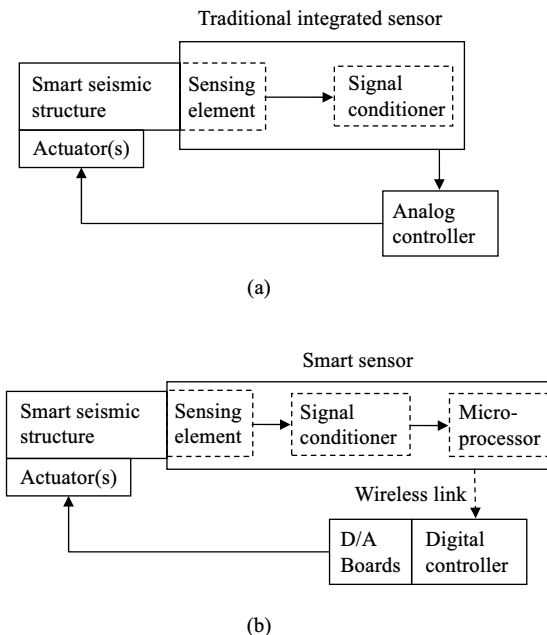 Traditional integrated sensor
Smart seismic
structure
Sensing
element
Signal
conditioner
Actuator(s)
Analog
controller
(a)
Smart sensor
Smart seismic
structure
Sensing
element
Signal
conditioner
Micro-
processor
Actuator(s)
Wireless link
D/A
Boards
Digital
controller
(b)